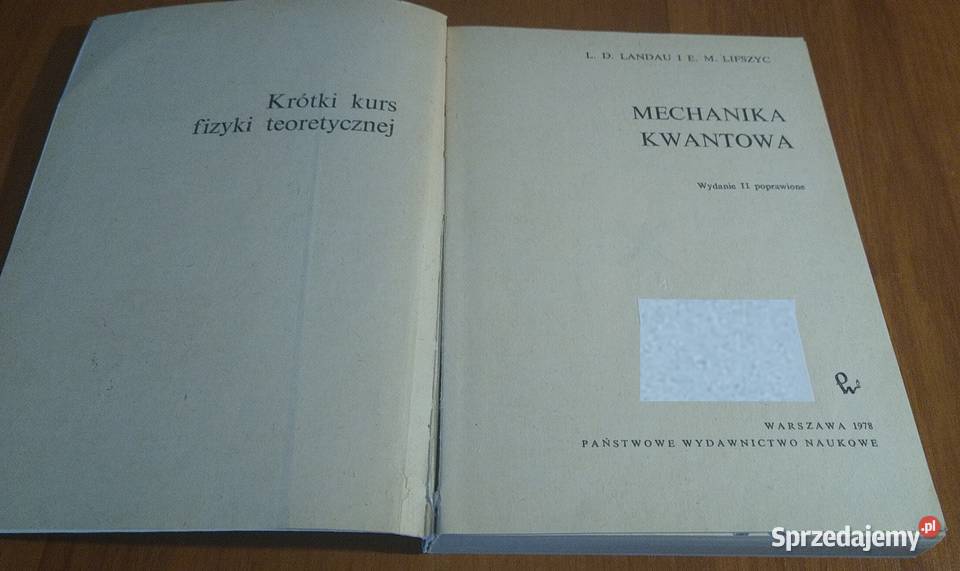 Krótki kurs
fizyki teoretycznej
L. D. LANDAU I E. M. LIFSZYC
MECHANIKA
KWANTOWA
Wydanie II poprawione
WARSZAWA 1978
PAŃSTWOWE WYDAWNICTWO NAUKOWE
Sprzedajemy.pl